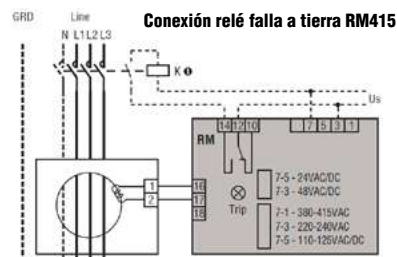 GRD
Line
Conexión relé falla a tierra RM415
N L1 L2 L3
K
Us
14 12 10
7 5 3 1
RM
1
2
16
17
18
Trip
7-5 - 24VAC/DC
7-3 - 48VAC/DC
7-1 - 380-415VAC
7-3 - 220-240VAC
7-5 - 110-125VAC/DC